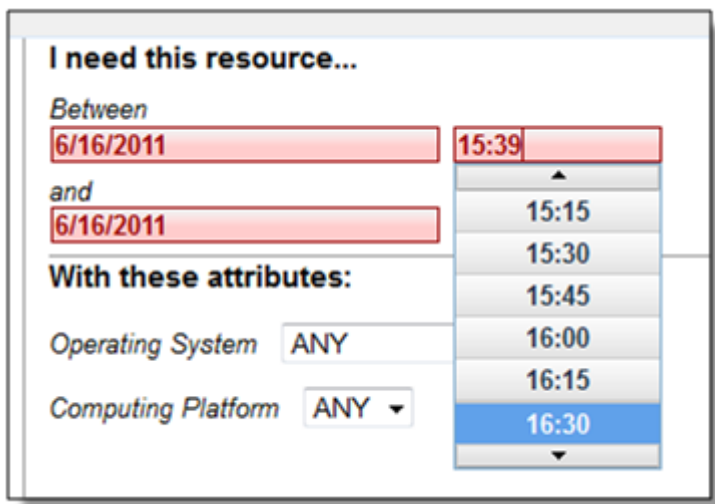 I need this resource...
Between
6/16/2011 15:39
and
6/16/2011
15:15
15:30
15:45
16:00
16:15
16:30
With these attributes:
Operating System ANY
Computing Platform ANY